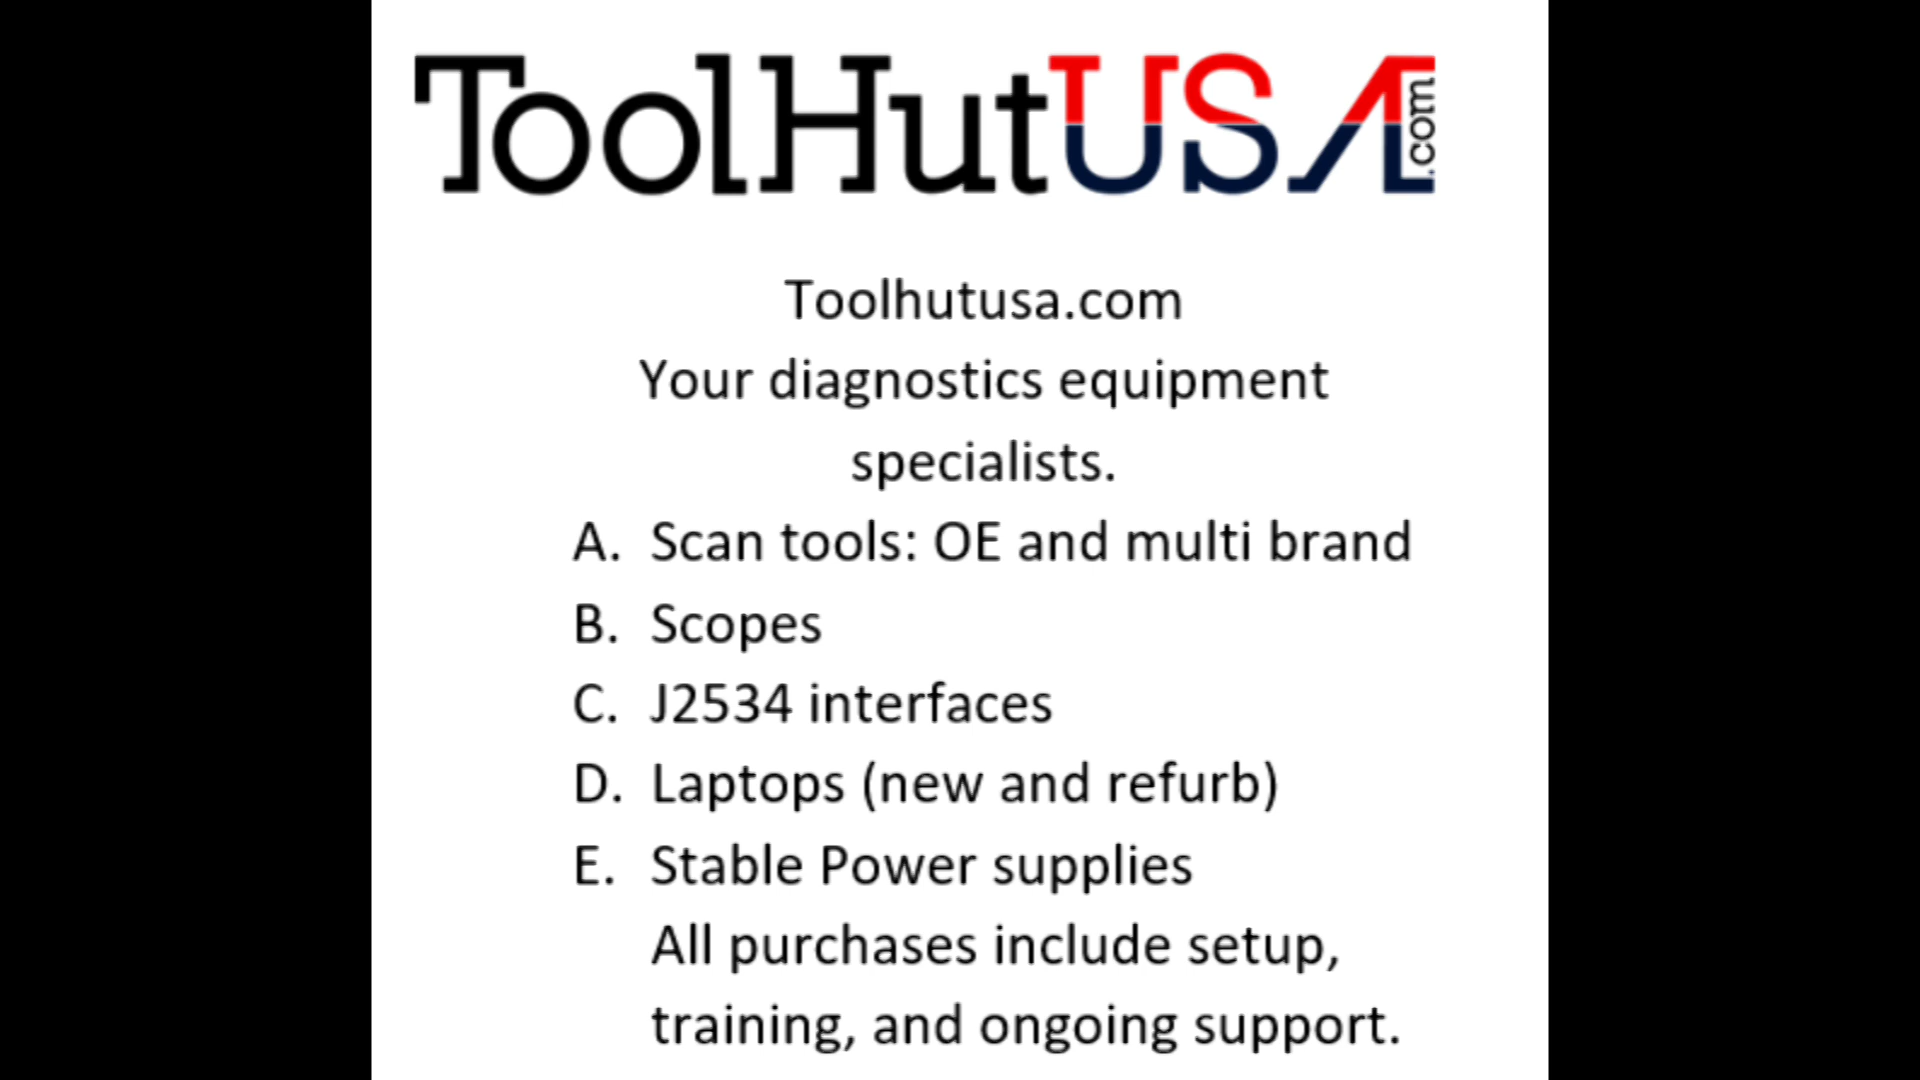 ToolHutUSA.com
Toolhutusa.com
Your diagnostics equipment
specialists.
A. Scan tools: OE and multi brand
B. Scopes
C. J2534 interfaces
D. Laptops (new and refurb)
E. Stable Power supplies
All purchases include setup,
training, and ongoing support.